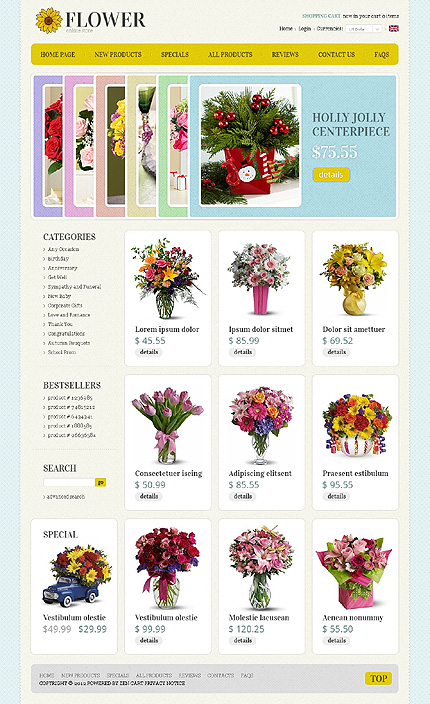 FLOWER
online store
SHOPPING CART now in your cart 0 items
Home Login Currencies:
HOME PAGE NEW PRODUCTS SPECIALS ALL PRODUCTS REVIEWS CONTACT US FAQS
HOLLY JOLLY
CENTERPIECE
$75.55
details
CATEGORIES
Any Occasion
Birthday
Anniversary
Get Well
Sympathy and Funeral
New Baby
Corporate Gifts
Love and Romance
Thank You
Congratulations
Autumn Bouquets
School Prom
Lorem ipsum dolor
$ 45.55
details
Ipsum dolor sitmet
$ 85.99
details
Dolor sit amettuer
$ 69.52
details
BESTSELLERS
product # 1236985
product # 74815212
product # 6494341
product # 1888585
product # 96636584
Consectetuer iscing
$ 50.99
details
Adipiscing elitsent
$ 85.55
details
Praesent estibulum
$ 95.55
details
SEARCH
go
advanced search
SPECIAL
Vestibulum olestie
$49.99 $29.99
Vestibulum olestie
$ 99.99
details
Molestie lacusean
$ 120.25
details
Aenean nonummy
$ 55.50
details
HOME NEW PRODUCTS SPECIALS ALL PRODUCTS REVIEWS CONTACTS FAQS
COPYRIGHT © 2012 POWERED BY ZEN CART PRIVACY NOTICE
TOP